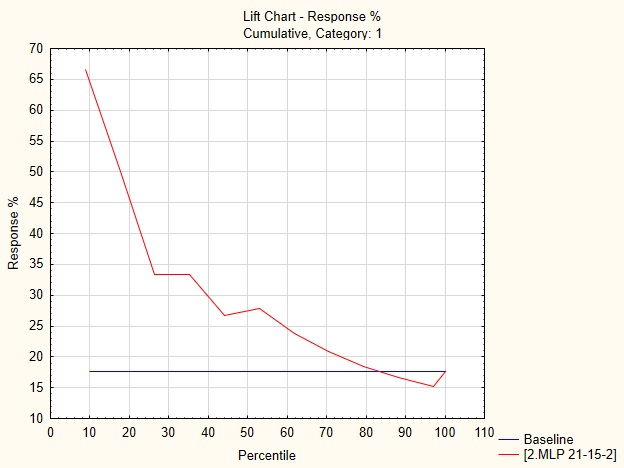 Lift Chart - Response %
Cumulative, Category: 1
70
65
60
55
50
45
40
35
30
25
20
15
10
Response %
0 10 20 30 40 50 60 70 80 90 100 110
Percentile
Baseline
[2.MLP 21-15-2]